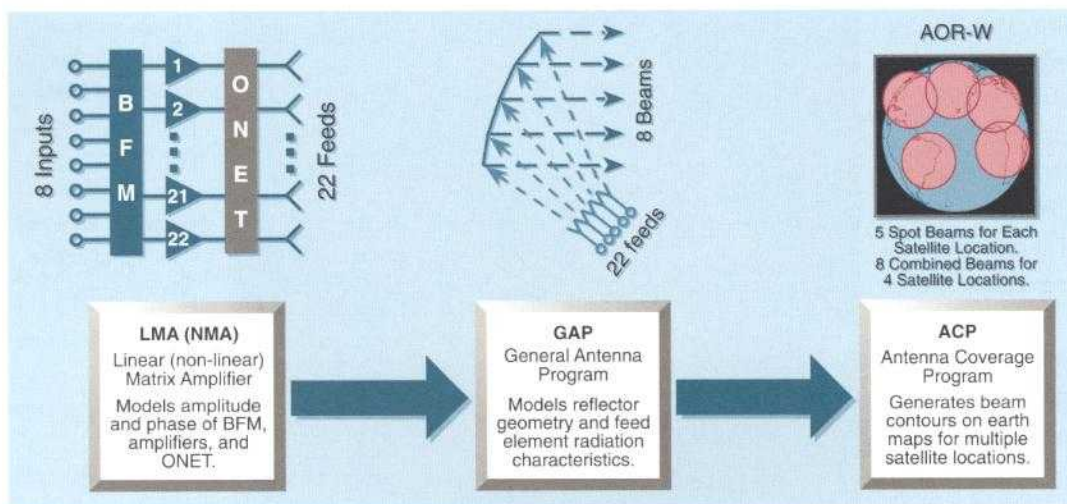 8 Inputs
B
F
M
1
2
21
22
O
N
E
T
22 Feeds
8 Beams
22 feeds
AOR-W
5 Spot Beams for Each
Satellite Location.
8 Combined Beams for
4 Satellite Locations.
LMA (NMA)
Linear (non-linear)
Matrix Amplifier
Models amplitude
and phase of BFM,
amplifiers, and
ONET.
GAP
General Antenna
Program
Models reflector
geometry and feed
element radiation
characteristics.
ACP
Antenna Coverage
Program
Generates beam
contours on earth
maps for multiple
satellite locations.